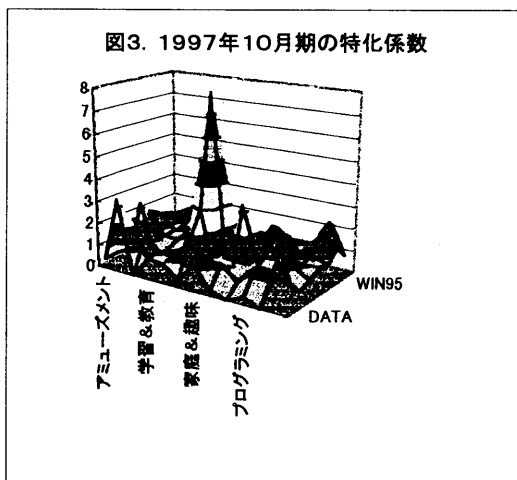 図3. 1997年10月期の特化係数
8
7
6
5
4
3
2
1
0
アミューズメント
学習&教育
家庭&趣味
プログラミング
DATA
WIN95